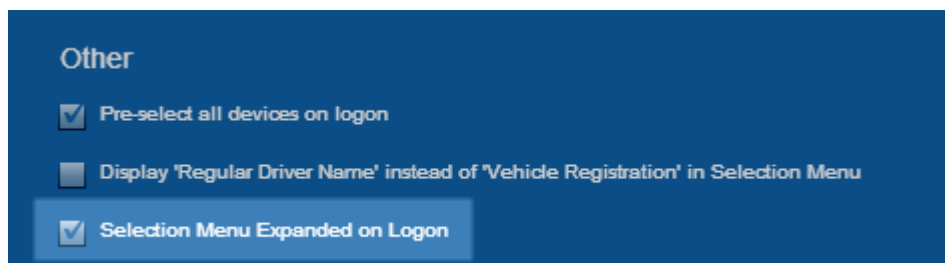 Other
Pre-select all devices on logon
Display 'Regular Driver Name' instead of 'Vehicle Registration' in Selection Menu
Selection Menu Expanded on Logon